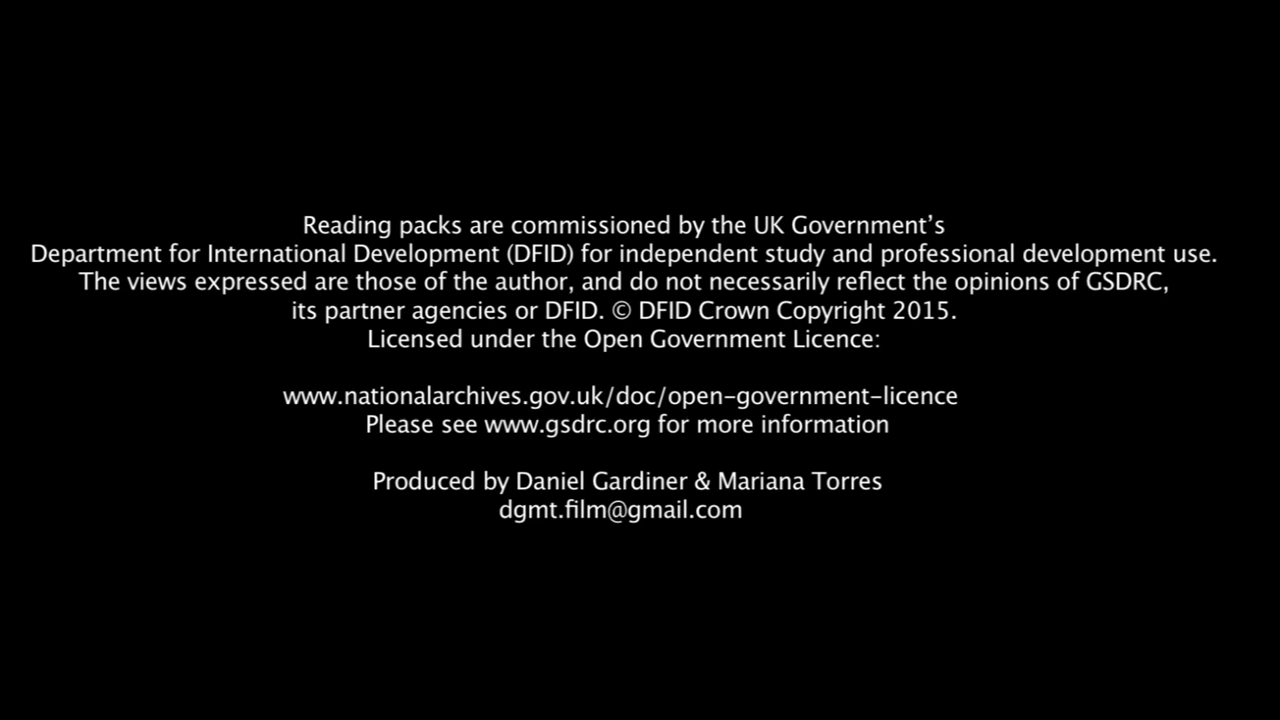 Reading packs are commissioned by the UK Government’s
Department for International Development (DFID) for independent study and professional development use.
The views expressed are those of the author, and do not necessarily reflect the opinions of GSDRC,
its partner agencies or DFID. © DFID Crown Copyright 2015.
Licensed under the Open Government Licence:
www.nationalarchives.gov.uk/doc/open-government-licence
Please see www.gsdrc.org for more information
Produced by Daniel Gardiner & Mariana Torres
dgmt.film@gmail.com